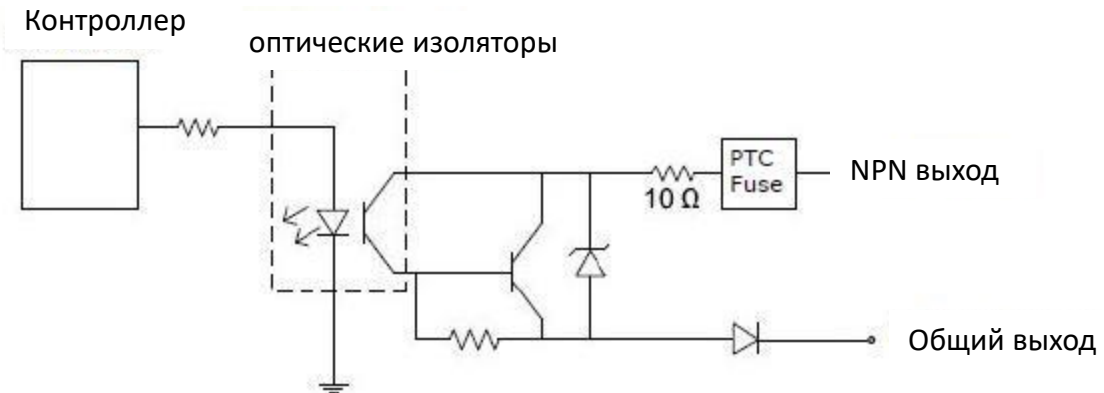 Контроллер
оптические изоляторы
PTC
Fuse
NPN выход
10 Ω
Общий выход